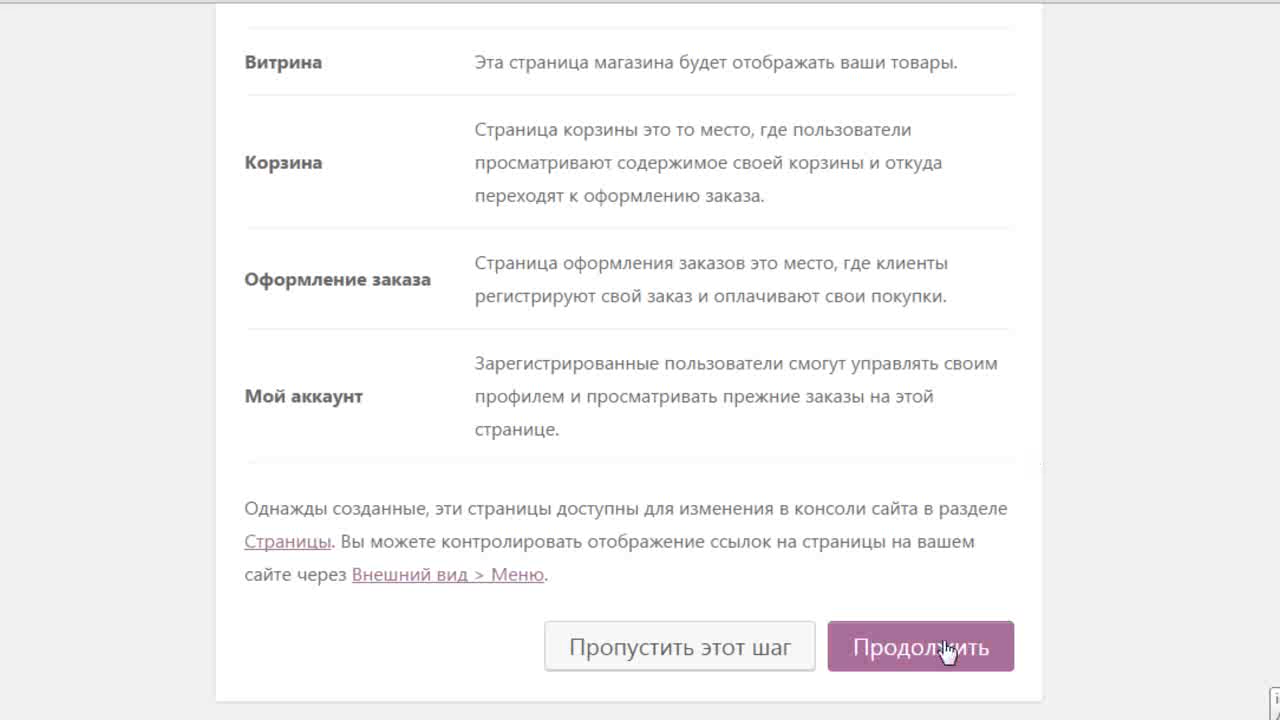 Витрина
Эта страница магазина будет отображать ваши товары.
Корзина
Страница корзины это то место, где пользователи
просматривают содержимое своей корзины и откуда
переходят к оформлению заказа.
Оформление заказа
Страница оформления заказов это место, где клиенты
регистрируют свой заказ и оплачивают свои покупки.
Мой аккаунт
Зарегистрированные пользователи смогут управлять своим
профилем и просматривать прежние заказы на этой
странице.
Однажды созданные, эти страницы доступны для изменения в консоли сайта в разделе
Страницы. Вы можете контролировать отображение ссылок на страницы на вашем
сайте через Внешний вид > Меню.
Пропустить этот шаг
Продолжить